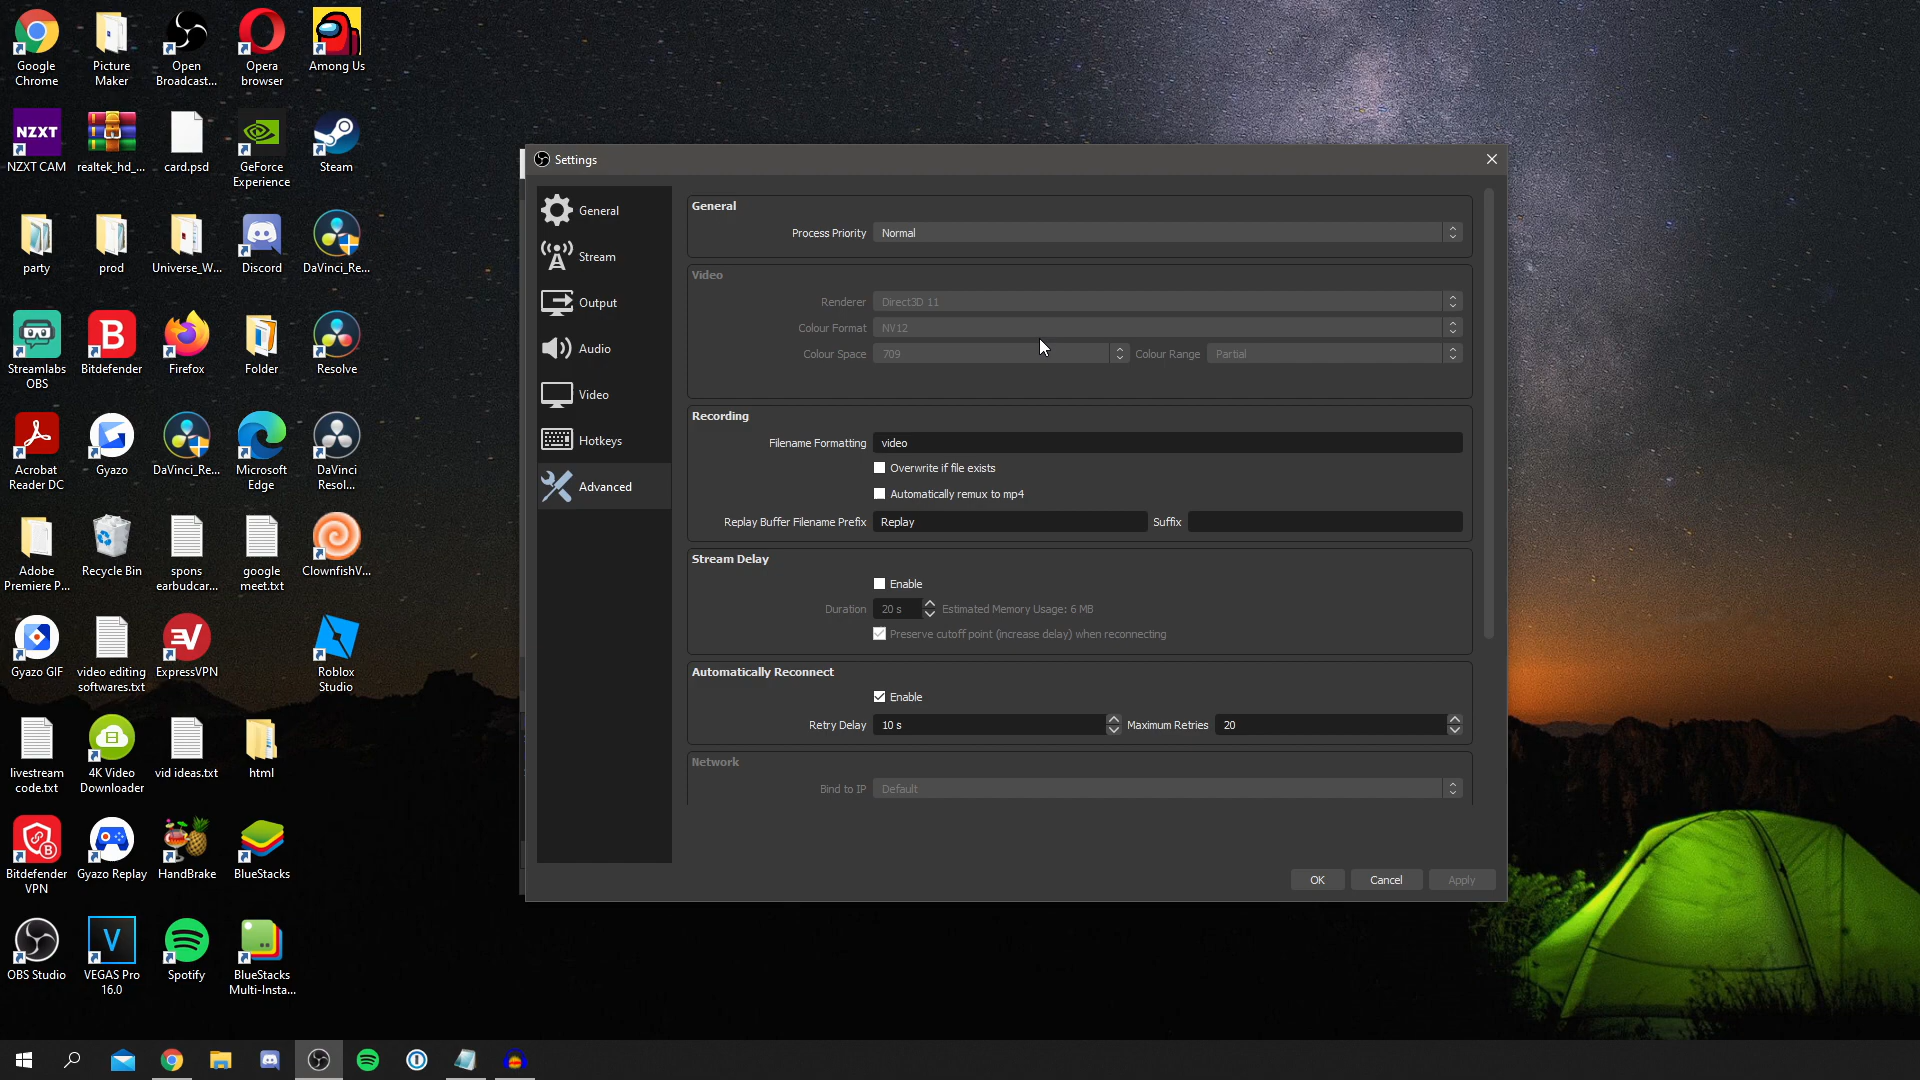 Google
Chrome
Picture
Maker
Open
Broadcast...
Opera
browser
Among Us
NZXT
NZXT CAM
realtek_hd_...
card.psd
GeForce
Experience
Steam
party
prod
Universe_W...
Discord
DaVinci_Re...
Streamlabs
OBS
B
Bitdefender
Firefox
Folder
Resolve
Acrobat
Reader DC
Gyazo
DaVinci_Re...
Microsoft
Edge
DaVinci
Resol...
Adobe
Premiere P...
Recycle Bin
spons
earbudcar...
google
meet.txt
ClownfishV...
Gyazo GIF
video editing
softwares.txt
ExpressVPN
Roblox
Studio
livestream
code.txt
4K Video
Downloader
vid ideas.txt
html
B
Bitdefender
VPN
Gyazo Replay
HandBrake
BlueStacks
OBS Studio
V
VEGAS Pro
16.0
Spotify
BlueStacks
Multi-Insta...
Settings
General
Stream
Output
Audio
Video
Hotkeys
Advanced
General
Process Priority Normal
Video
Renderer Direct3D 11
Colour Format NV12
Colour Space 709 Colour Range Partial
Recording
Filename Formatting video
Overwrite if file exists
Automatically remux to mp4
Replay Buffer Filename Prefix Replay Suffix
Stream Delay
Enable
Duration 20 s Estimated Memory Usage: 6 MB
Preserve cutoff point (increase delay) when reconnecting
Automatically Reconnect
Enable
Retry Delay 10 s Maximum Retries 20
Network
Bind to IP Default
OK Cancel Apply